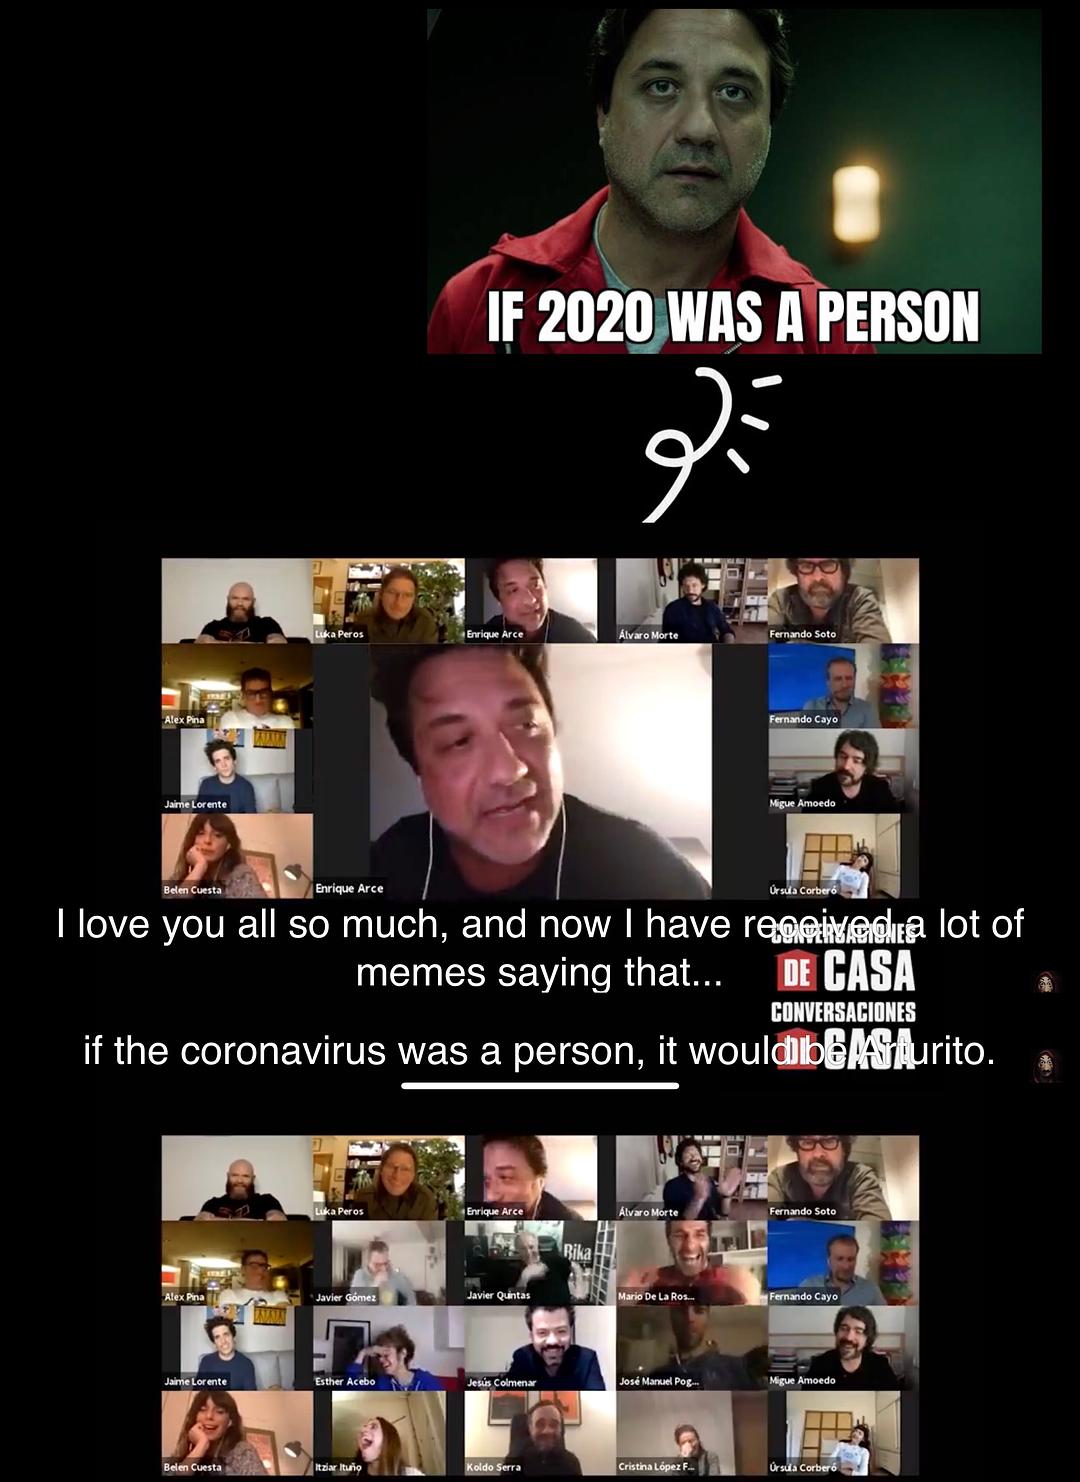 IF 2020 WAS A PERSON
Luka Peros
Enrique Arce
Álvaro Morte
Fernando Soto
Alex Pina
Fernando Cayo
Jaime Lorente
Migue Amoedo
Belen Cuesta
Enrique Arce
Úrsula Corberó
I love you all so much, and now I have received a lot of
memes saying that...
CONVERSACIONES
DE CASA
CONVERSACIONES
DE CASA
if the coronavirus was a person, it would be Arturito.
Luka Peros
Enrique Arce
Álvaro Morte
Fernando Soto
Alex Pina
Javier Gómez
Javier Quintas
Bika
Mario De La Ros...
Fernando Cayo
Jaime Lorente
Esther Acebo
Jesús Colmenar
José Manuel Pog...
Migue Amoedo
Belen Cuesta
Itziar Ituño
Koldo Serra
Cristina López F...
Úrsula Corberó